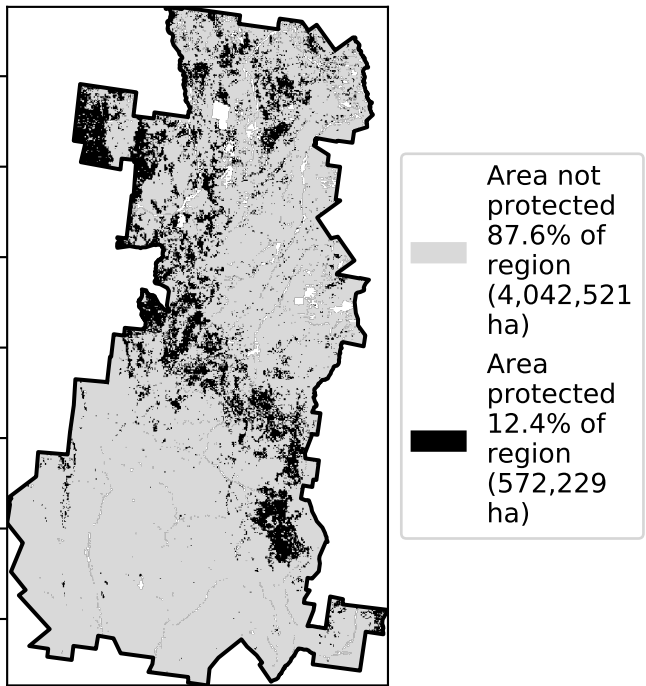 Area not
protected
87.6% of
region
(4,042,521
ha)
Area
protected
12.4% of
region
(572,229
ha)